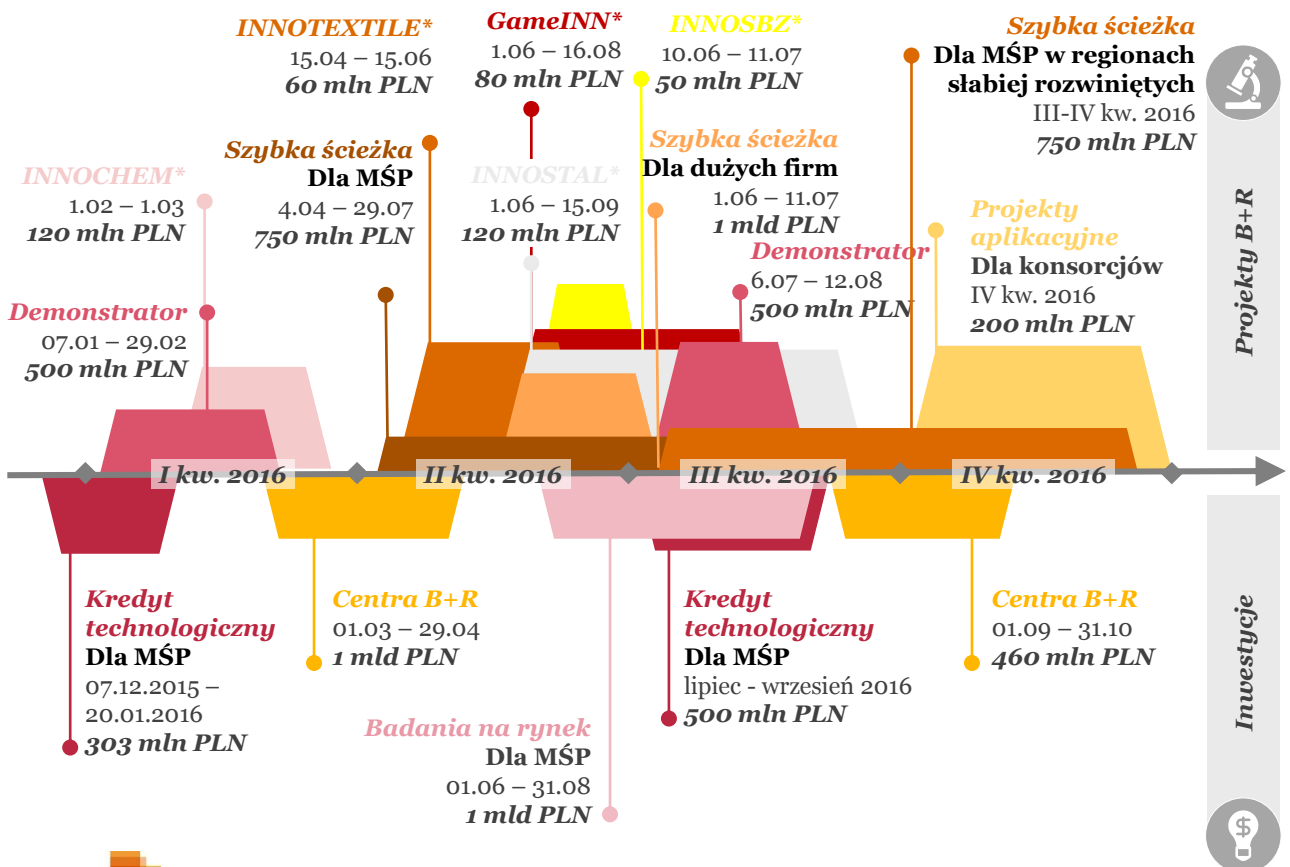 INNOTEXTILE*
15.04 – 15.06
60 mln PLN
GameINN*
1.06 – 16.08
80 mln PLN
INNOSBZ*
10.06 – 11.07
50 mln PLN
Szybka ścieżka
Dla MŚP w regionach
słabiej rozwiniętych
III-IV kw. 2016
750 mln PLN
INNOCHEM*
1.02 – 1.03
120 mln PLN
Szybka ścieżka
Dla MŚP
4.04 – 29.07
750 mln PLN
INNOSTAL*
1.06 – 15.09
120 mln PLN
Szybka ścieżka
Dla dużych firm
1.06 – 11.07
1 mld PLN
Demonstrator
6.07 – 12.08
500 mln PLN
Projekty
aplikacyjne
Dla konsorcjów
IV kw. 2016
200 mln PLN
Demonstrator
07.01 – 29.02
500 mln PLN
Projekty B+R
I kw. 2016
II kw. 2016
III kw. 2016
IV kw. 2016
Kredyt
technologiczny
Dla MŚP
07.12.2015 –
20.01.2016
303 mln PLN
Centra B+R
01.03 – 29.04
1 mld PLN
Badania na rynek
Dla MŚP
01.06 – 31.08
1 mld PLN
Kredyt
technologiczny
Dla MŚP
lipiec - wrzesień 2016
500 mln PLN
Centra B+R
01.09 – 31.10
460 mln PLN
Inwestycje
$